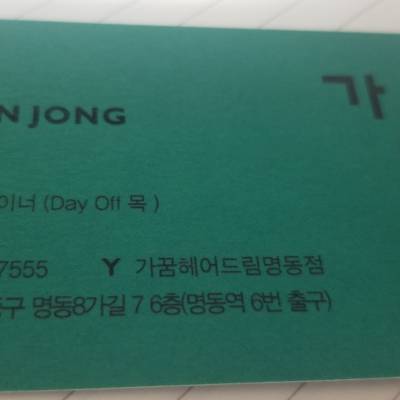 N JONG
가
이너 (Day Off 목)
7555 Y 가꿈헤어드림명동점
구 명동8가길 7 6층(명동역 6번 출구)